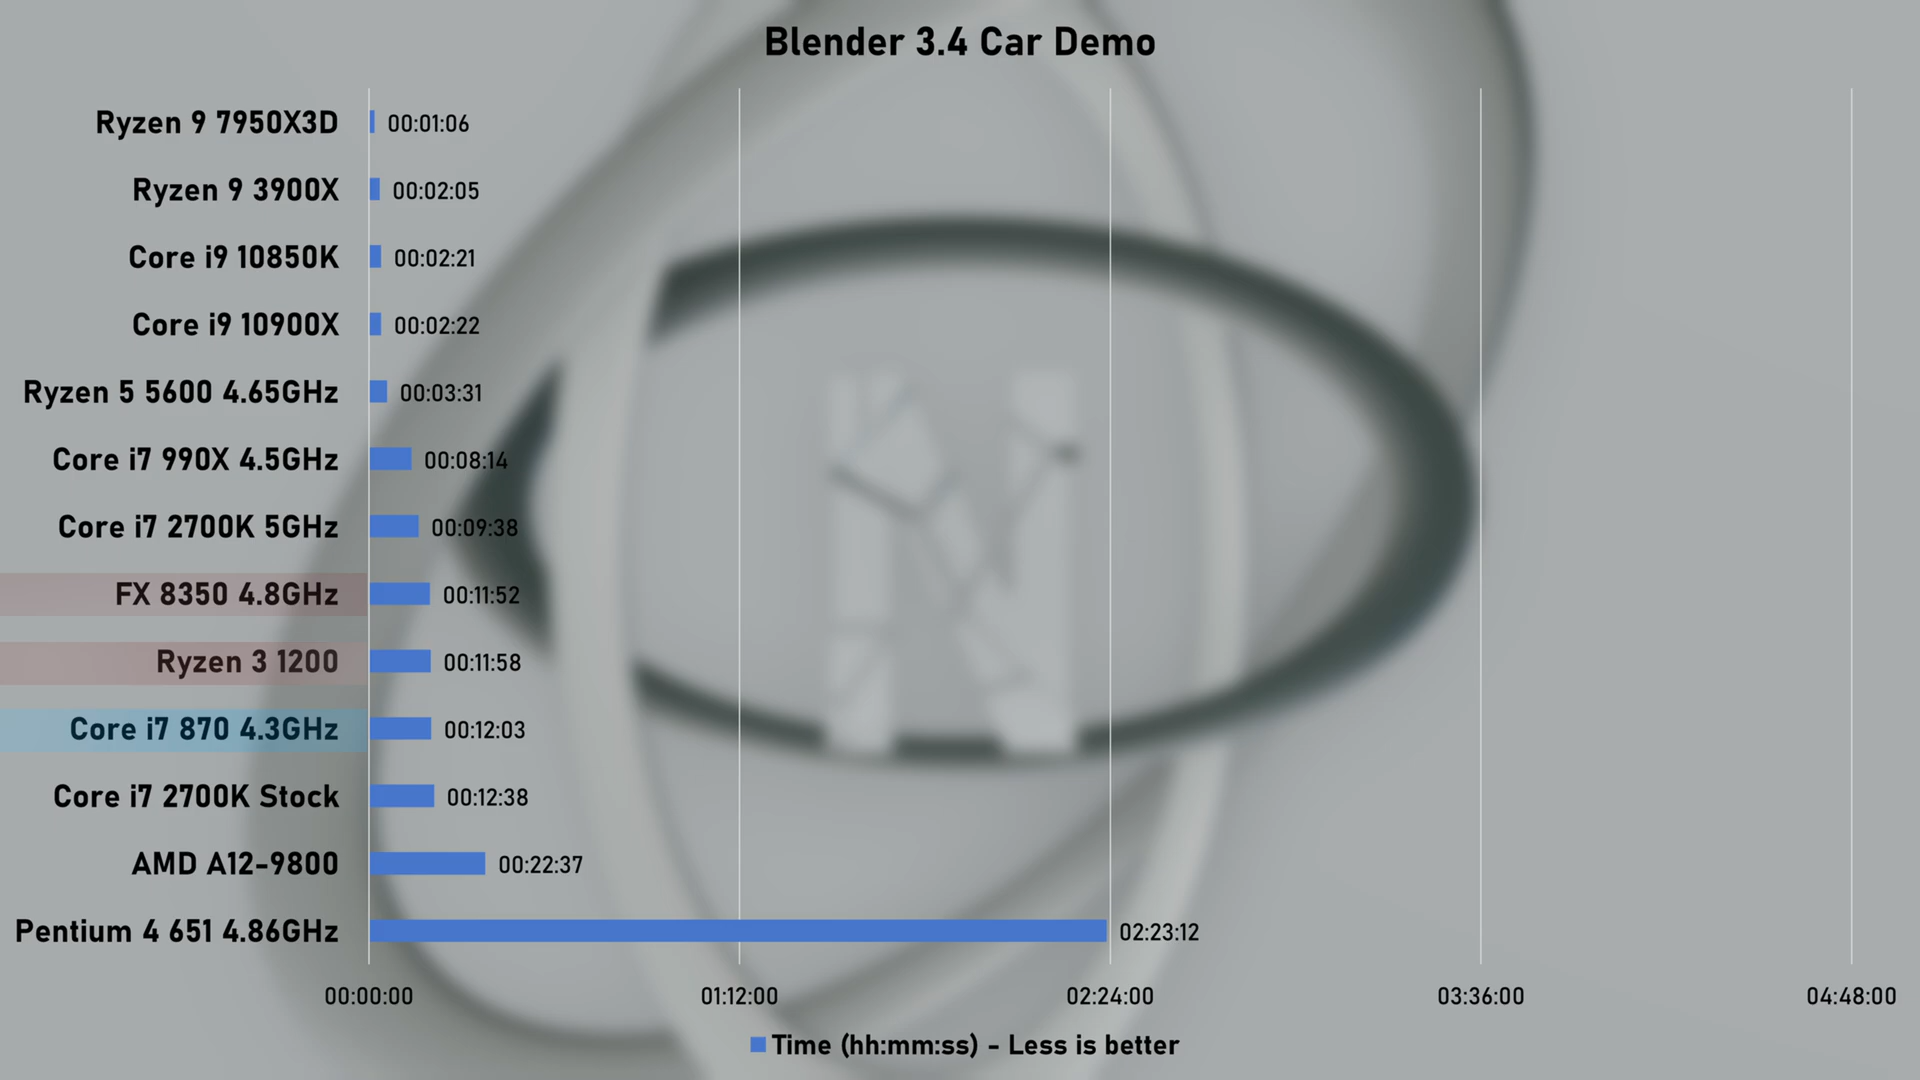 Blender 3.4 Car Demo
Ryzen 9 7950X3D 00:01:06
Ryzen 9 3900X 00:02:05
Core i9 10850K 00:02:21
Core i9 10900X 00:02:22
Ryzen 5 5600 4.65GHz 00:03:31
Core i7 990X 4.5GHz 00:08:14
Core i7 2700K 5GHz 00:09:38
FX 8350 4.8GHz 00:11:52
Ryzen 3 1200 00:11:58
Core i7 870 4.3GHz 00:12:03
Core i7 2700K Stock 00:12:38
AMD A12-9800 00:22:37
Pentium 4 651 4.86GHz 02:23:12
00:00:00 01:12:00 02:24:00 03:36:00 04:48:00
Time (hh:mm:ss) - Less is better